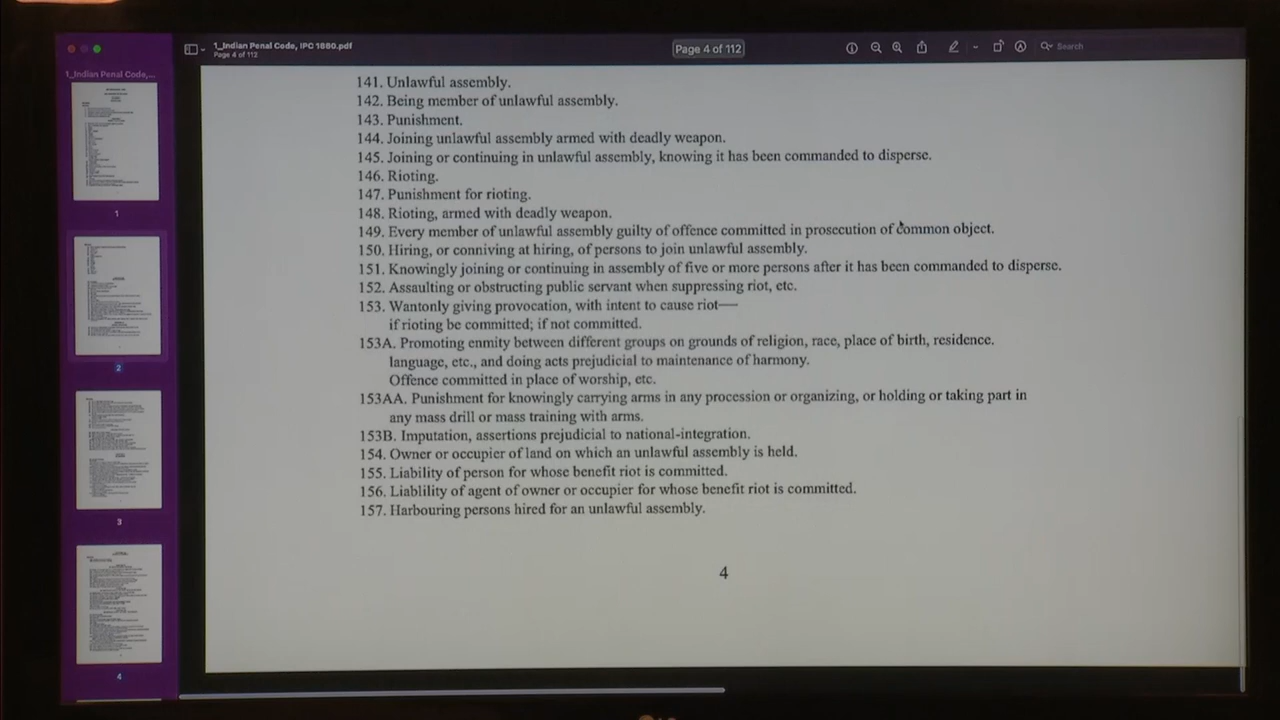 1_Indian Penal Code, IPC 1880.pdf
Page 4 of 112
Page 4 of 112
Search
1_Indian Penal Code,...
1
2
3
4
141. Unlawful assembly.
142. Being member of unlawful assembly.
143. Punishment.
144. Joining unlawful assembly armed with deadly weapon.
145. Joining or continuing in unlawful assembly, knowing it has been commanded to disperse.
146. Rioting.
147. Punishment for rioting.
148. Rioting, armed with deadly weapon.
149. Every member of unlawful assembly guilty of offence committed in prosecution of common object.
150. Hiring, or conniving at hiring, of persons to join unlawful assembly.
151. Knowingly joining or continuing in assembly of five or more persons after it has been commanded to disperse.
152. Assaulting or obstructing public servant when suppressing riot, etc.
153. Wantonly giving provocation, with intent to cause riot—
if rioting be committed; if not committed.
153A. Promoting enmity between different groups on grounds of religion, race, place of birth, residence.
language, etc., and doing acts prejudicial to maintenance of harmony.
Offence committed in place of worship, etc.
153AA. Punishment for knowingly carrying arms in any procession or organizing, or holding or taking part in
any mass drill or mass training with arms.
153B. Imputation, assertions prejudicial to national-integration.
154. Owner or occupier of land on which an unlawful assembly is held.
155. Liability of person for whose benefit riot is committed.
156. Liablility of agent of owner or occupier for whose benefit riot is committed.
157. Harbouring persons hired for an unlawful assembly.
4